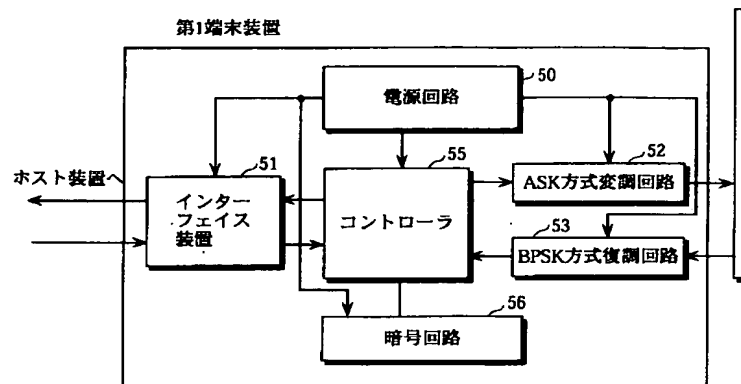 第1端末装置
50
電源回路
51
55
52
ホスト装置へ
インター
フェイス
装置
コントローラ
ASK方式変調回路
53
BPSK方式復調回路
56
暗号回路